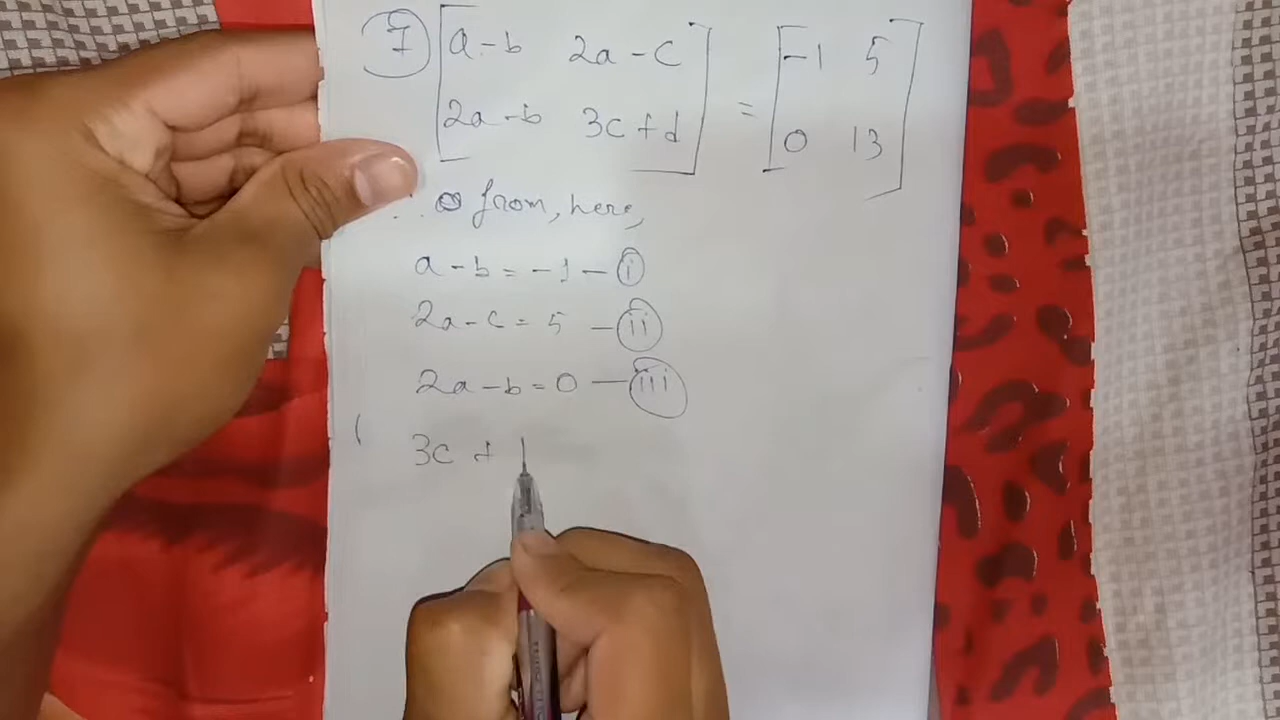 7 [a-b 2a-c = [-1 5
2a-b 3c+d] 0 13]
∴ from, here,
a-b = -1 - (i)
2a-c = 5 - (ii)
2a-b = 0 - (iii)
3c +